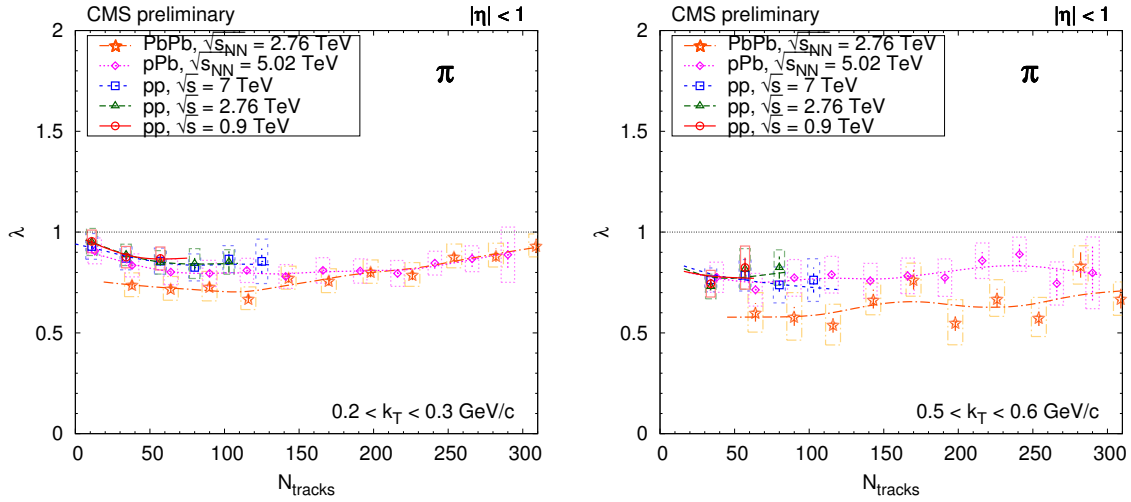 CMS preliminary |η| < 1
2
PbPb, √sNN = 2.76 TeV
pPb, √sNN = 5.02 TeV
pp, √s = 7 TeV
pp, √s = 2.76 TeV
pp, √s = 0.9 TeV
π
1.5
1
λ
0.5
0.2 < kT < 0.3 GeV/c
0
0 50 100 150 200 250 300
Ntracks
CMS preliminary |η| < 1
2
PbPb, √sNN = 2.76 TeV
pPb, √sNN = 5.02 TeV
pp, √s = 7 TeV
pp, √s = 2.76 TeV
pp, √s = 0.9 TeV
π
1.5
1
λ
0.5
0.5 < kT < 0.6 GeV/c
0
0 50 100 150 200 250 300
Ntracks